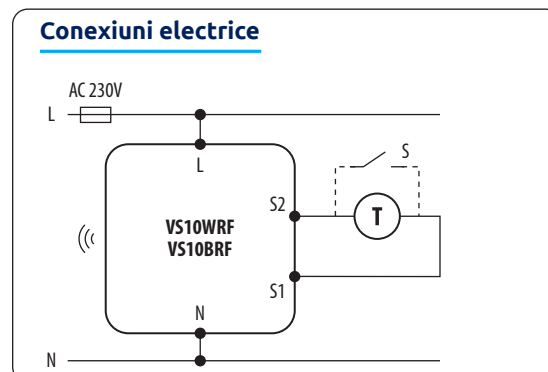 Conexiuni electrice
AC 230V
L
L
S
S2
T
VS10WRF
VS10BRF
S1
N
N